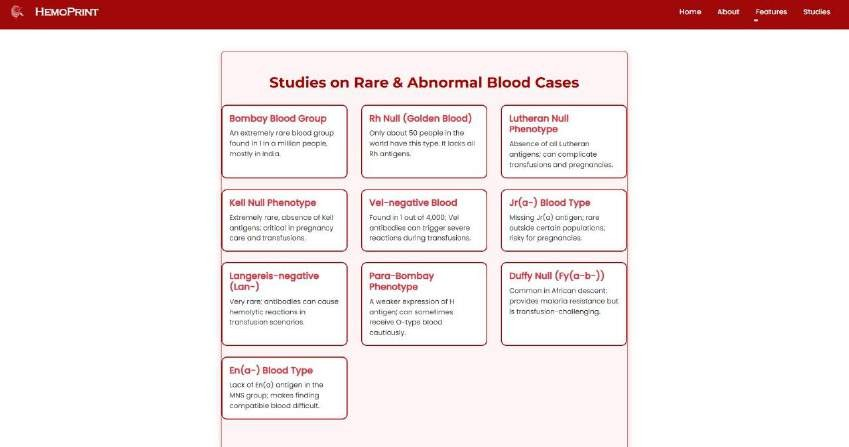 HEMOPRINT
Home About Features Studies
Studies on Rare & Abnormal Blood Cases
Bombay Blood Group
An extremely rare blood group
found in 1 in a million people,
mostly in India.
Rh Null (Golden Blood)
Only about 50 people in the
world have this type. It lacks all
Rh antigens.
Lutheran Null
Phenotype
Absence of all Lutheran
antigens; can complicate
transfusions and pregnancies.
Kell Null Phenotype
Extremely rare, absence of Kell
antigens; critical in pregnancy
care and transfusions.
Vel-negative Blood
Found in 1 out of 4,000; Vel
antibodies can trigger severe
reactions during transfusions.
Jr(a-) Blood Type
Missing Jr(a) antigen; rare
outside certain populations;
risky for pregnancies.
Langereis-negative
(Lan-)
Very rare; antibodies can cause
hemolytic reactions in
transfusion scenarios.
Para-Bombay
Phenotype
A weaker expression of H
antigen; can sometimes
receive O-type blood
cautiously.
Duffy Null (Fy(a-b-))
Common in African descent;
provides malaria resistance but
is transfusion-challenging.
En(a-) Blood Type
Lack of En(a) antigen in the
MNS group; makes finding
compatible blood difficult.